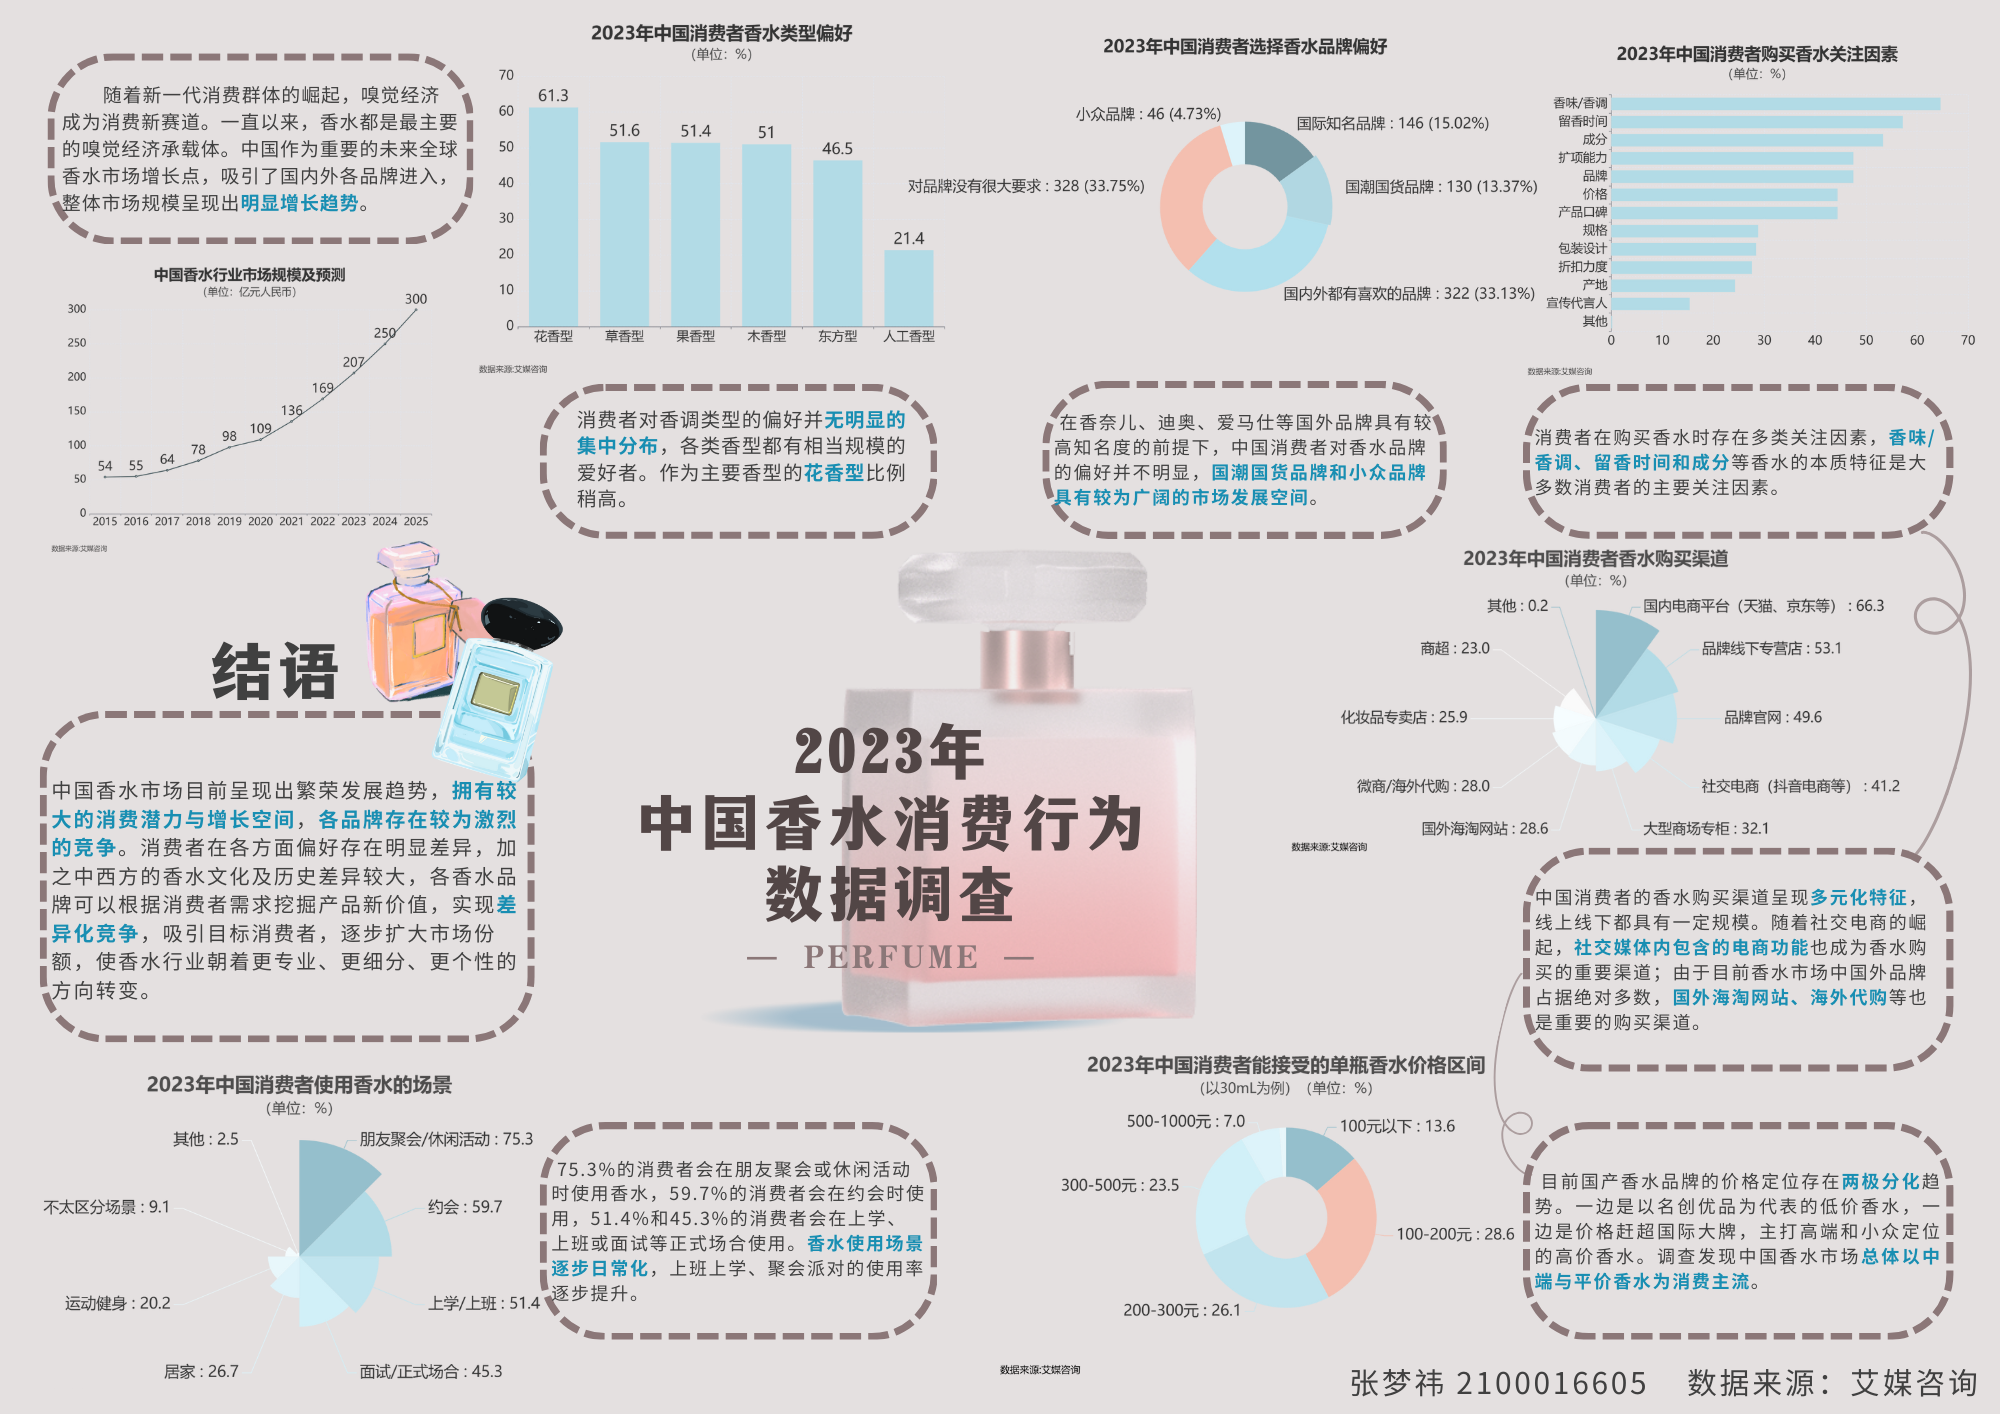 随着新一代消费群体的崛起，嗅觉经济
成为消费新赛道。一直以来，香水都是最主要
的嗅觉经济承载体。中国作为重要的未来全球
香水市场增长点，吸引了国内外各品牌进入，
整体市场规模呈现出明显增长趋势。
中国香水行业市场规模及预测
（单位：亿元人民币）
300
250
200
150
100
50
0
54 55 64 78 98 109 136 169 207 250 300
2015 2016 2017 2018 2019 2020 2021 2022 2023 2024 2025
数据来源:艾媒咨询
2023年中国消费者香水类型偏好
（单位：%）
70
60
50
40
30
20
10
0
61.3 51.6 51.4 51 46.5 21.4
花香型 草香型 果香型 木香型 东方型 人工香型
数据来源:艾媒咨询
消费者对香调类型的偏好并无明显的
集中分布，各类香型都有相当规模的
爱好者。作为主要香型的花香型比例
稍高。
2023年中国消费者选择香水品牌偏好
小众品牌 : 46 (4.73%)
国际知名品牌 : 146 (15.02%)
对品牌没有很大要求 : 328 (33.75%)
国潮国货品牌 : 130 (13.37%)
国内外都有喜欢的品牌 : 322 (33.13%)
在香奈儿、迪奥、爱马仕等国外品牌具有较
高知名度的前提下，中国消费者对香水品牌
的偏好并不明显，国潮国货品牌和小众品牌
具有较为广阔的市场发展空间。
2023年中国消费者购买香水关注因素
（单位：%）
香味/香调
留香时间
成分
扩项能力
品牌
价格
产品口碑
规格
包装设计
折扣力度
产地
宣传代言人
其他
0 10 20 30 40 50 60 70
数据来源:艾媒咨询
消费者在购买香水时存在多类关注因素，香味/
香调、留香时间和成分等香水的本质特征是大
多数消费者的主要关注因素。
2023年中国消费者香水购买渠道
（单位：%）
其他 : 0.2
国内电商平台（天猫、京东等） : 66.3
商超 : 23.0
品牌线下专营店 : 53.1
化妆品专卖店 : 25.9
品牌官网 : 49.6
微商/海外代购 : 28.0
社交电商（抖音电商等） : 41.2
国外海淘网站 : 28.6
大型商场专柜 : 32.1
数据来源:艾媒咨询
中国消费者的香水购买渠道呈现多元化特征，
线上线下都具有一定规模。随着社交电商的崛
起，社交媒体内包含的电商功能也成为香水购
买的重要渠道；由于目前香水市场中国外品牌
占据绝对多数，国外海淘网站、海外代购等也
是重要的购买渠道。
结语
中国香水市场目前呈现出繁荣发展趋势，拥有较
大的消费潜力与增长空间，各品牌存在较为激烈
的竞争。消费者在各方面偏好存在明显差异，加
之中西方的香水文化及历史差异较大，各香水品
牌可以根据消费者需求挖掘产品新价值，实现差
异化竞争，吸引目标消费者，逐步扩大市场份
额，使香水行业朝着更专业、更细分、更个性的
方向转变。
2023年
中国香水消费行为
数据调查
— PERFUME —
2023年中国消费者使用香水的场景
（单位：%）
其他 : 2.5
朋友聚会/休闲活动 : 75.3
不太区分场景 : 9.1
约会 : 59.7
运动健身 : 20.2
上学/上班 : 51.4
居家 : 26.7
面试/正式场合 : 45.3
75.3%的消费者会在朋友聚会或休闲活动
时使用香水，59.7%的消费者会在约会时使
用，51.4%和45.3%的消费者会在上学、
上班或面试等正式场合使用。香水使用场景
逐步日常化，上班上学、聚会派对的使用率
逐步提升。
2023年中国消费者能接受的单瓶香水价格区间
（以30mL为例）（单位：%）
500-1000元 : 7.0
100元以下 : 13.6
300-500元 : 23.5
100-200元 : 28.6
200-300元 : 26.1
数据来源:艾媒咨询
目前国产香水品牌的价格定位存在两极分化趋
势。一边是以名创优品为代表的低价香水，一
边是价格赶超国际大牌，主打高端和小众定位
的高价香水。调查发现中国香水市场总体以中
端与平价香水为消费主流。
张梦祎 2100016605 数据来源：艾媒咨询